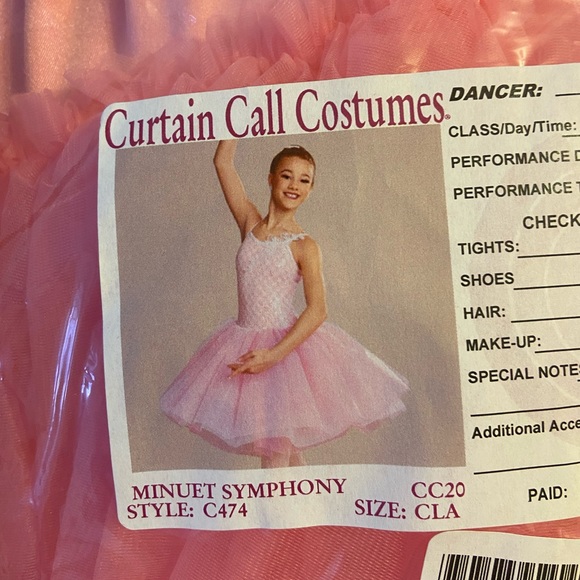 Curtain Call Costumes®
DANCER:
CLASS/Day/Time:
PERFORMANCE
PERFORMANCE
CHECK
TIGHTS:
SHOES
HAIR:
MAKE-UP:
SPECIAL NOTE
Additional Acce
PAID:
MINUET SYMPHONY CC20
STYLE: C474 SIZE: CLA